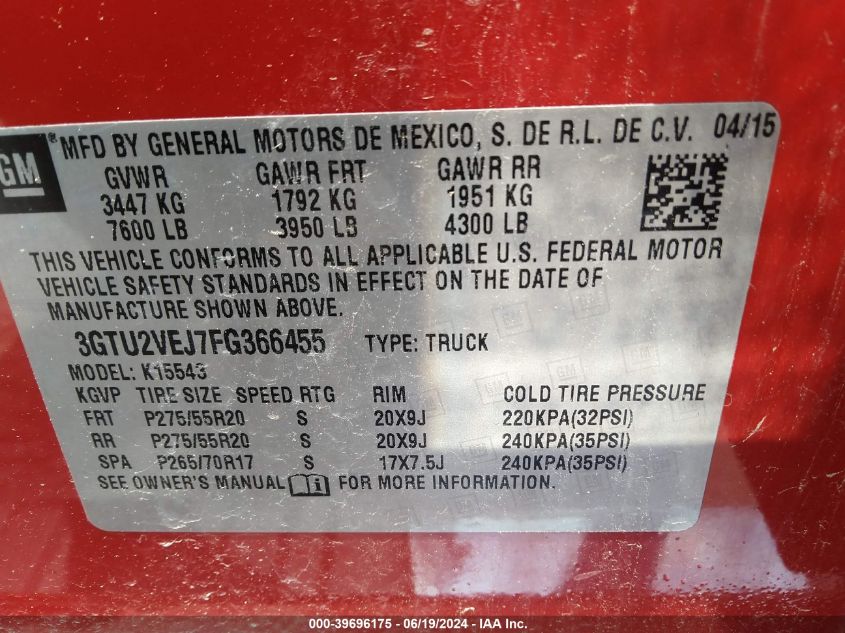 GM
® MFD BY GENERAL MOTORS DE MEXICO, S. DE R.L. DE C.V. 04/15
GVWR GAWR FRT GAWR RR
3447 KG 1792 KG 1951 KG
7600 LB 3950 LB 4300 LB
THIS VEHICLE CONFORMS TO ALL APPLICABLE U.S. FEDERAL MOTOR
VEHICLE SAFETY STANDARDS IN EFFECT ON THE DATE OF
MANUFACTURE SHOWN ABOVE.
3GTU2VEJ7FG366455 TYPE: TRUCK
MODEL: K15543
KGVP TIRE SIZE SPEED RTG RIM COLD TIRE PRESSURE
FRT P275/55R20 S 20X9J 220KPA(32PSI)
RR P275/55R20 S 20X9J 240KPA(35PSI)
SPA P265/70R17 S 17X7.5J 240KPA(35PSI)
SEE OWNER'S MANUAL FOR MORE INFORMATION.
000-39696175 - 06/19/2024 - IAA Inc.